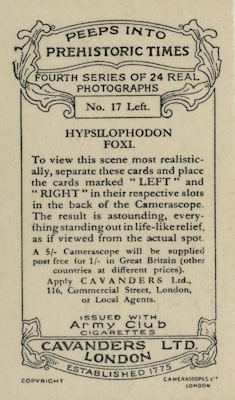 PEEPS INTO
PREHISTORIC TIMES
FOURTH SERIES OF 24 REAL
PHOTOGRAPHS
No. 17 Left.
HYPSILOPHODON
FOXI.
To view this scene most realistic-
ally, separate these cards and place
the cards marked "LEFT" and
"RIGHT" in their respective slots
in the back of the Camerascope.
The result is astounding, every-
thing standing out in life-like relief,
as if viewed from the actual spot.
A 5/- Camerascope will be supplied
post free for 1/- in Great Britain (other
countries at different prices).
Apply CAVANDERS Ltd.,
116, Commercial Street, London,
or Local Agents.
ISSUED WITH
Army Club
CIGARETTES
CAVANDERS LTD.
LONDON
ESTABLISHED 1775
COPYRIGHT
CAMERASCOPES LTD
LONDON